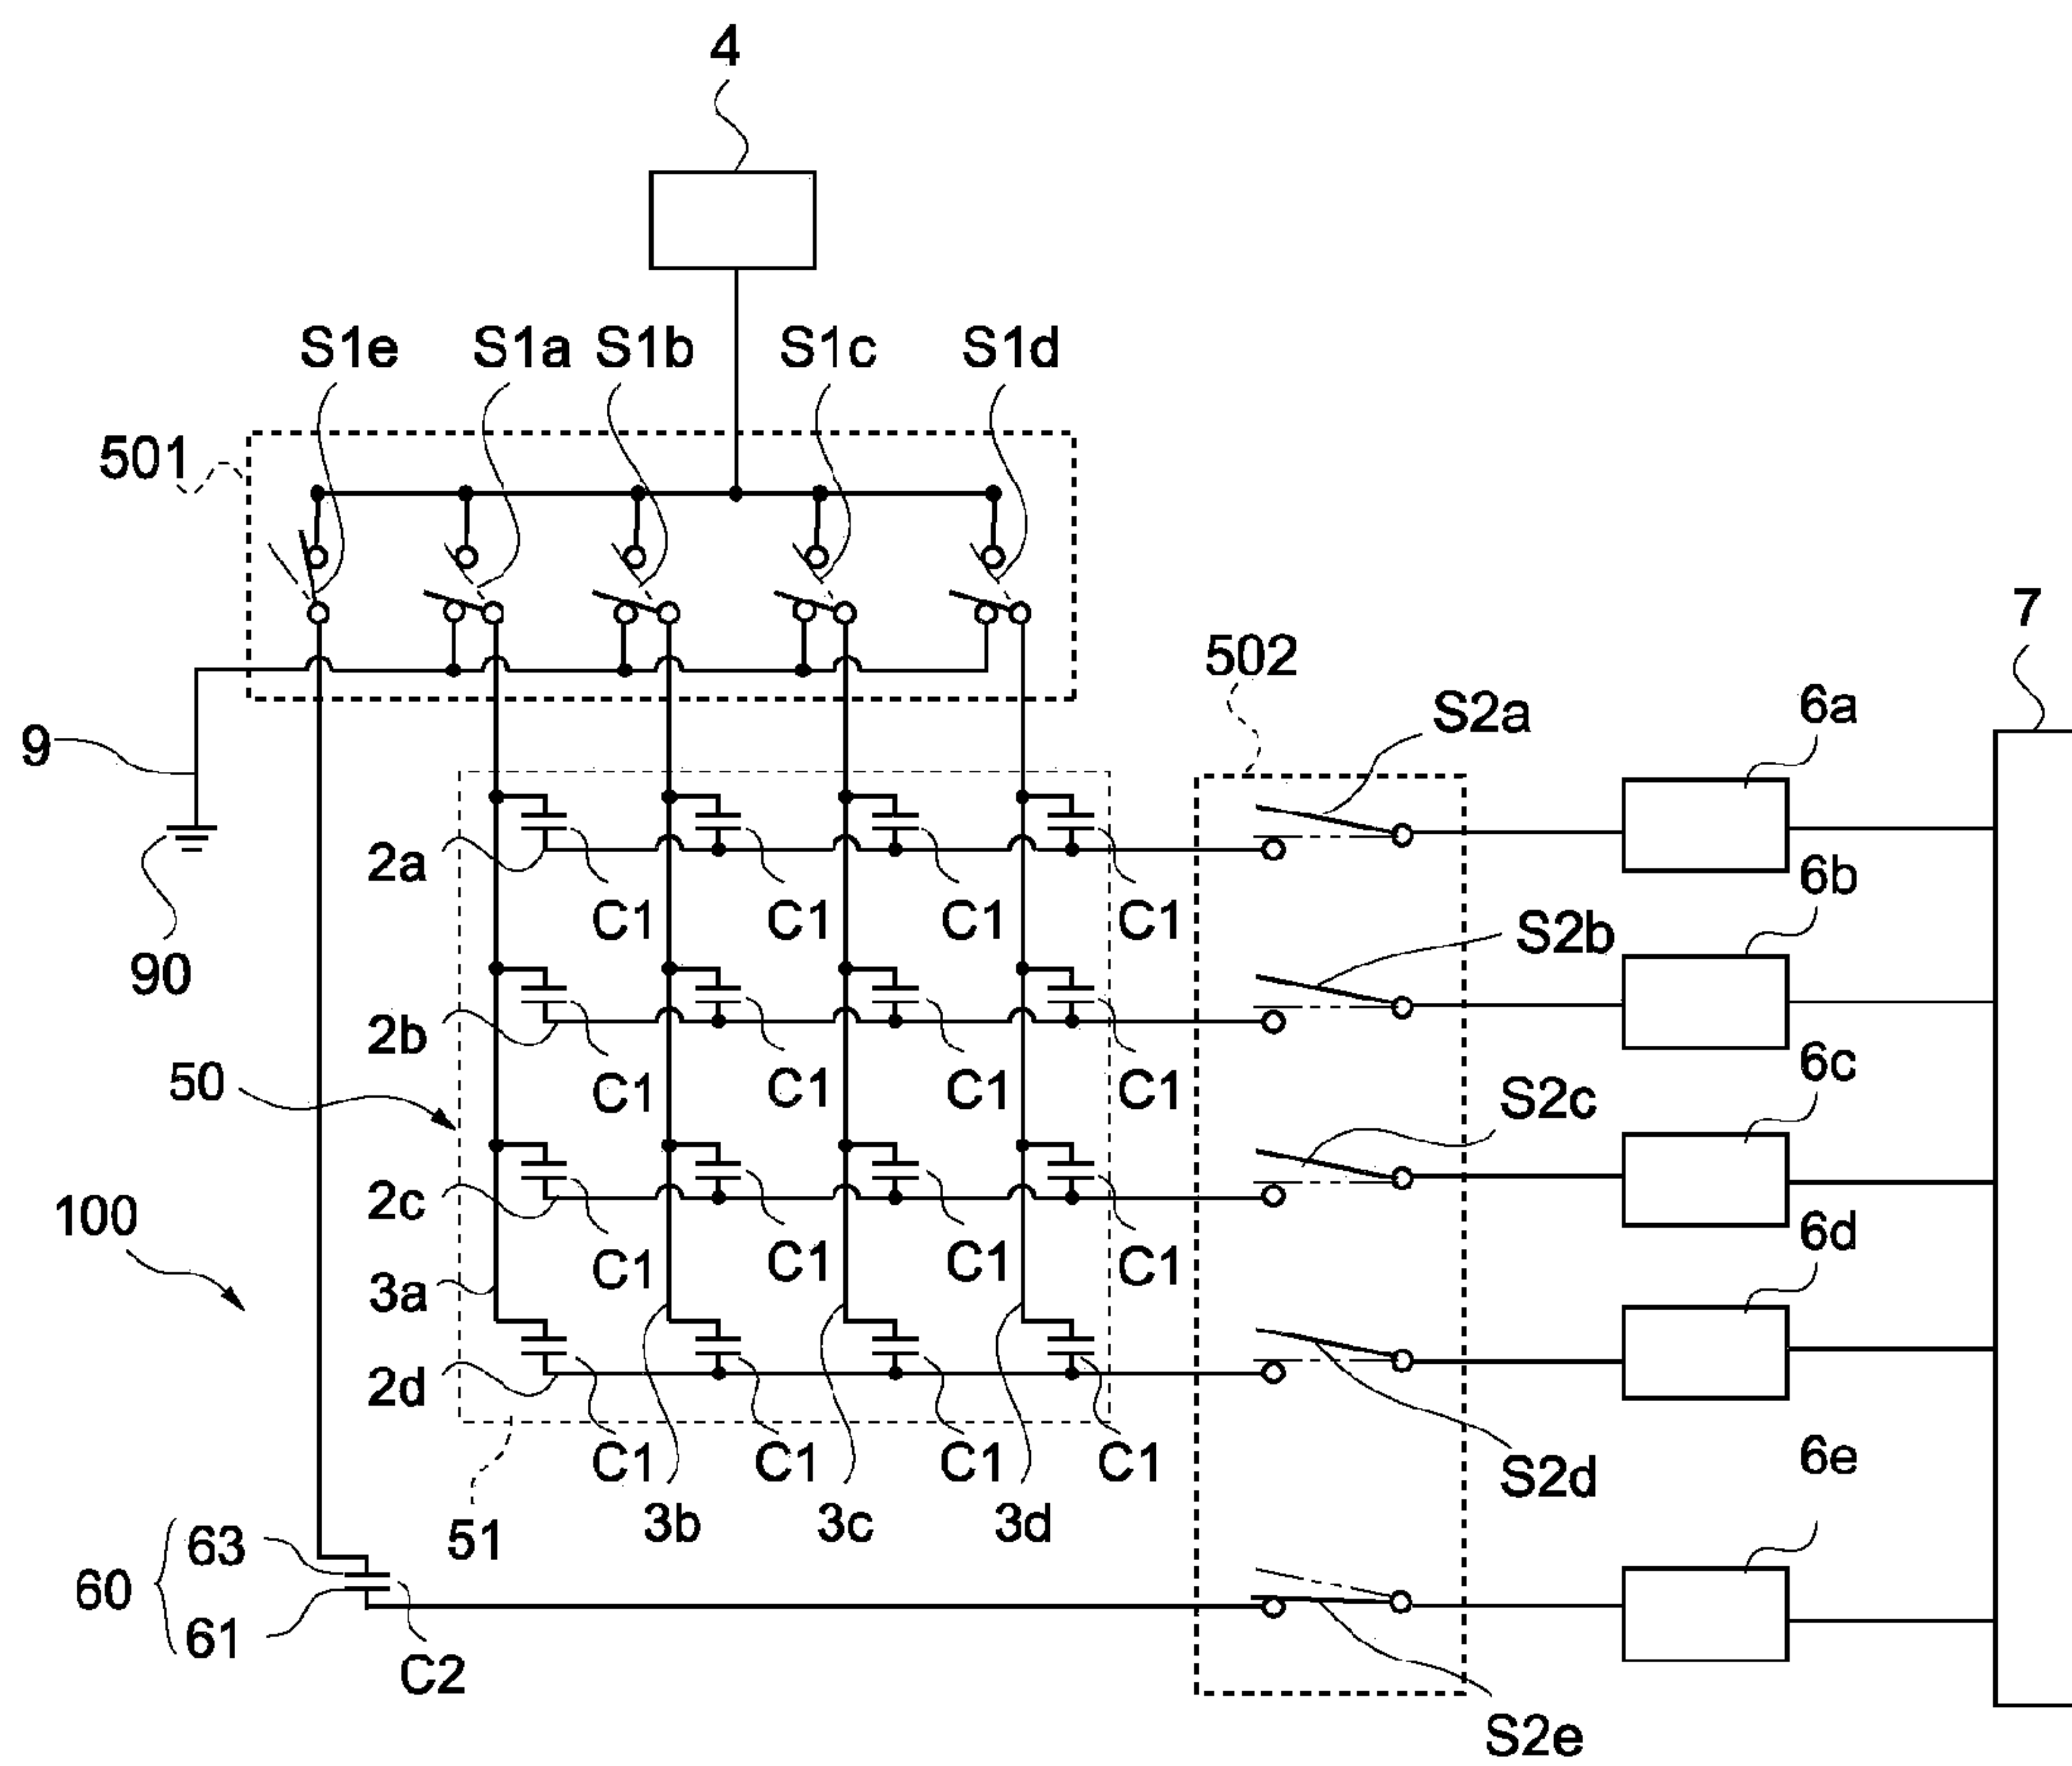 4
S1e S1a S1b S1c S1d
501
7
502
S2a 6a
9
2a
C1 C1 C1 C1
6b
S2b
90
2b
50
C1 C1 C1 C1
6c
S2c
2c
100
6d
C1 C1 C1 C1
3a
2d
C1 C1 C1 C1
6e
S2d
51
3b 3c 3d
60 63
61
C2
S2e